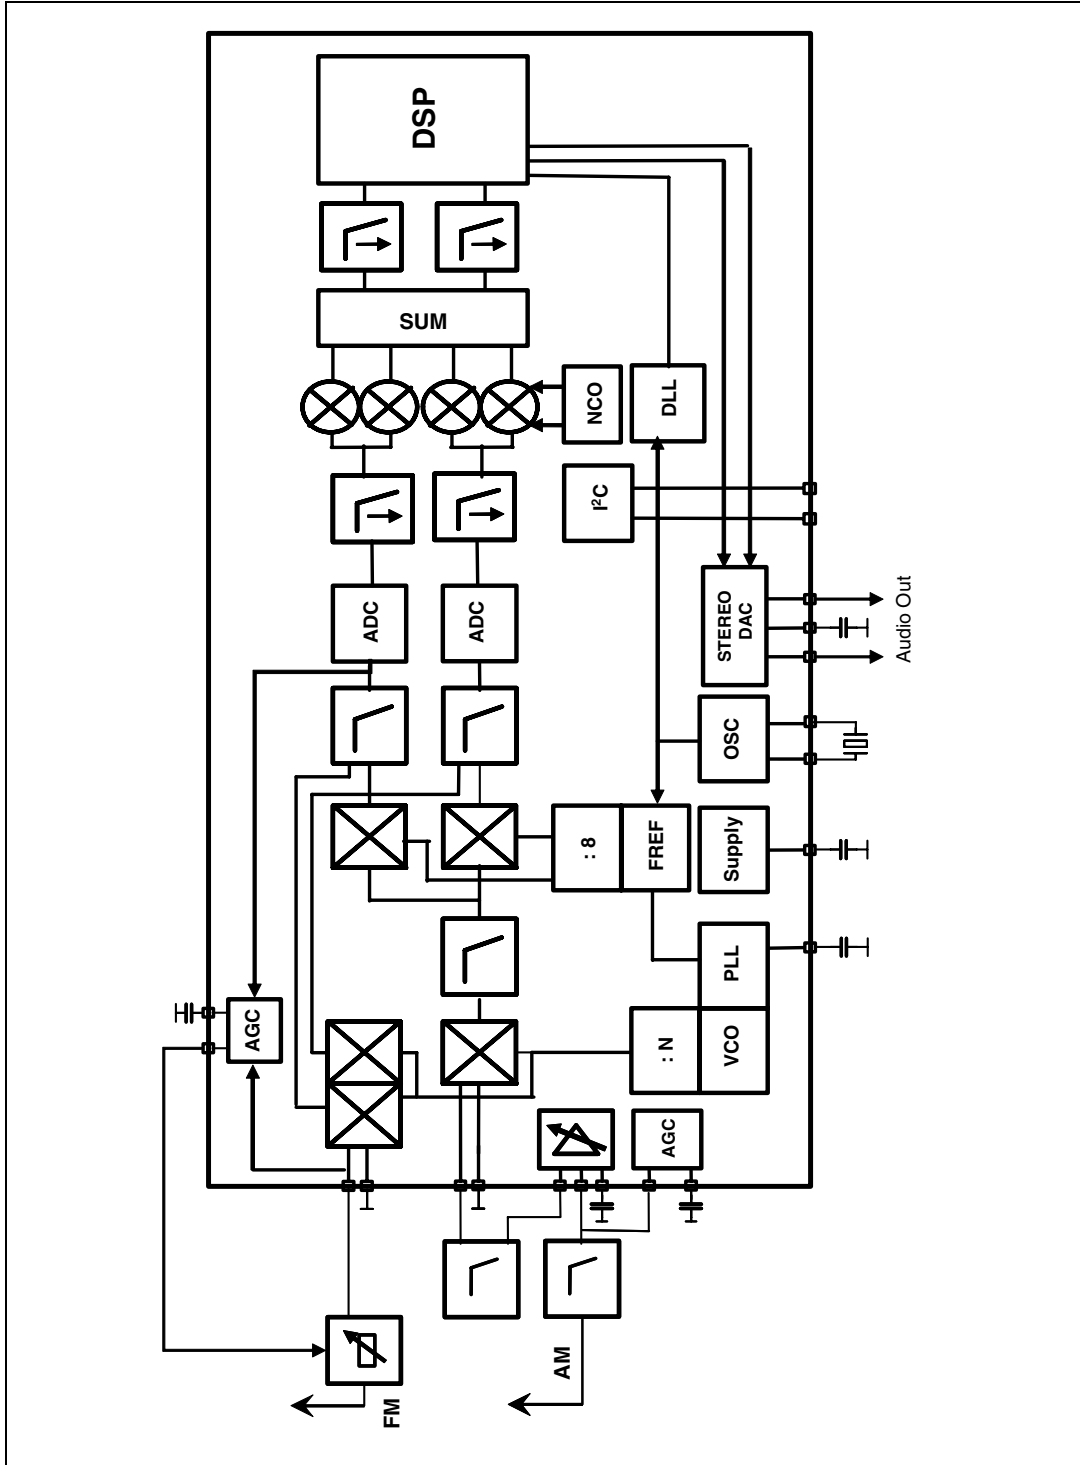 DSP
SUM
NCO
DLL
I²C
ADC
ADC
STEREO
DAC
Audio Out
OSC
: 8
FREF
Supply
AGC
PLL
: N
VCO
AGC
AM
FM